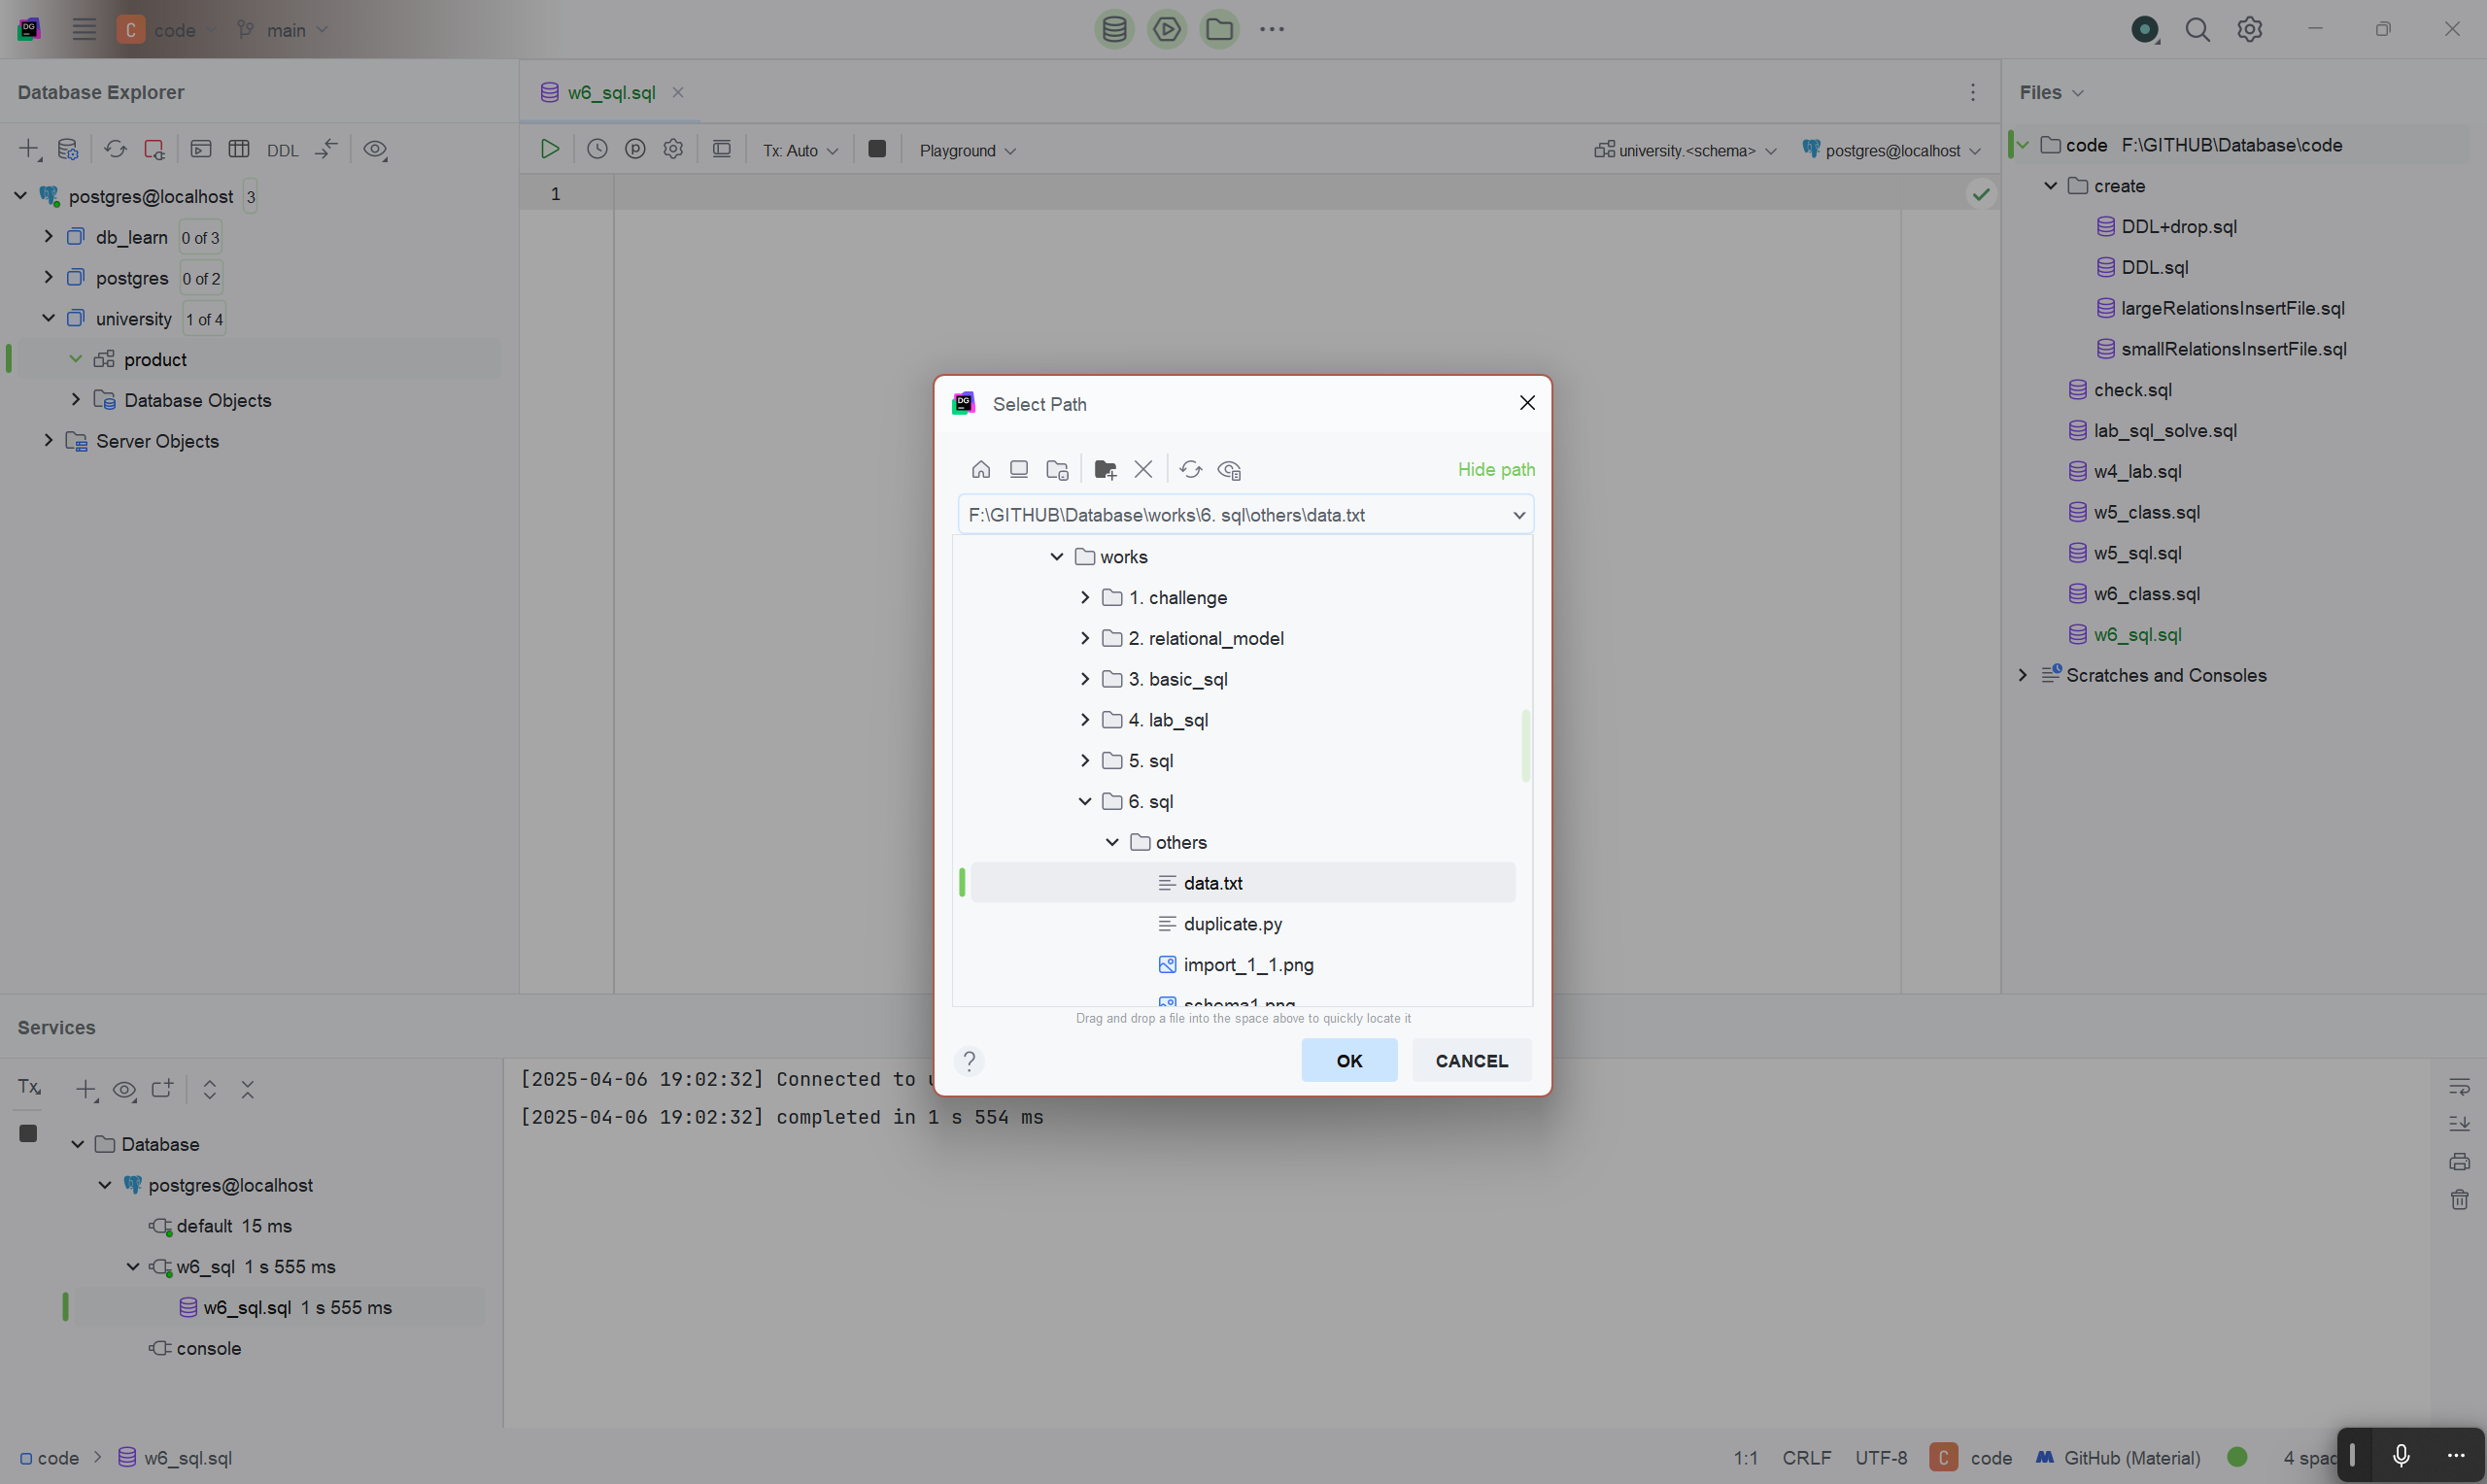 DG
C code main
Database Explorer
w6_sql.sql
Files
DDL
Tx: Auto
Playground
university.<schema>
postgres@localhost
1
postgres@localhost 3
db_learn 0 of 3
postgres 0 of 2
university 1 of 4
product
Database Objects
Server Objects
code F:\GITHUB\Database\code
create
DDL+drop.sql
DDL.sql
largeRelationsInsertFile.sql
smallRelationsInsertFile.sql
check.sql
lab_sql_solve.sql
w4_lab.sql
w5_class.sql
w5_sql.sql
w6_class.sql
w6_sql.sql
Scratches and Consoles
DG Select Path
Hide path
F:\GITHUB\Database\works\6. sql\others\data.txt
works
1. challenge
2. relational_model
3. basic_sql
4. lab_sql
5. sql
6. sql
others
data.txt
duplicate.py
import_1_1.png
schema1.png
Drag and drop a file into the space above to quickly locate it
? OK CANCEL
Services
Tx
Database
postgres@localhost
default 15 ms
w6_sql 1 s 555 ms
w6_sql.sql 1 s 555 ms
console
[2025-04-06 19:02:32] Connected to
[2025-04-06 19:02:32] completed in 1 s 554 ms
code > w6_sql.sql
1:1 CRLF UTF-8 C code GitHub (Material) 4